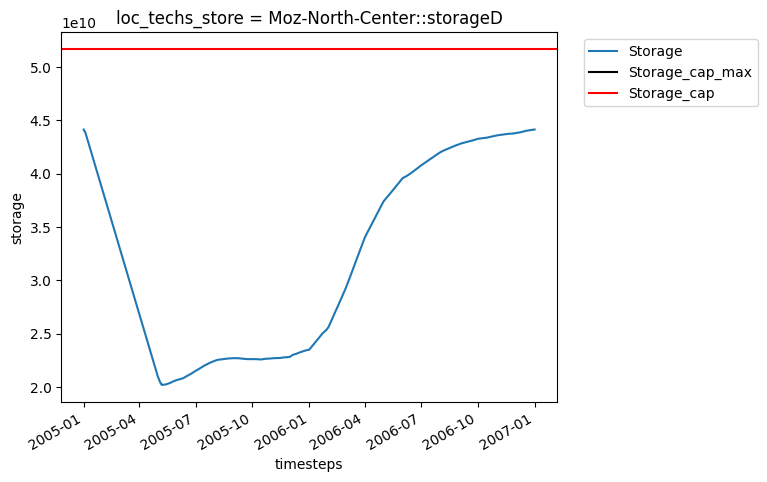 loc_techs_store = Moz-North-Center::storageD
1e10
5.0
4.5
4.0
3.5
3.0
2.5
2.0
storage
2005-01
2005-04
2005-07
2005-10
2006-01
2006-04
2006-07
2006-10
2007-01
timesteps
Storage
Storage_cap_max
Storage_cap